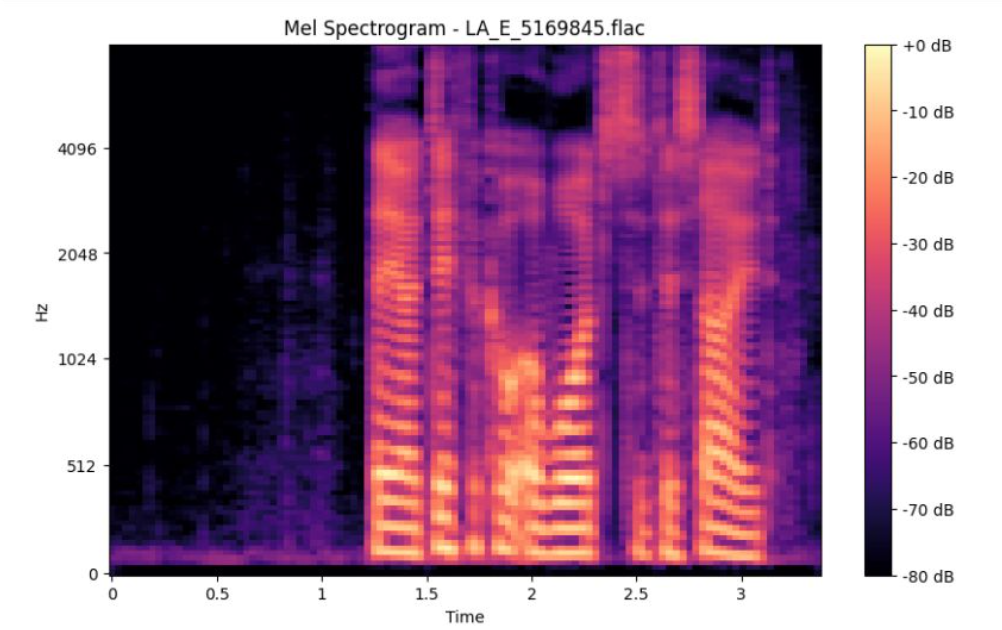 Mel Spectrogram - LA_E_5169845.flac
Hz
4096
2048
1024
512
0
0
0.5
1
1.5
2
2.5
3
Time
+0 dB
-10 dB
-20 dB
-30 dB
-40 dB
-50 dB
-60 dB
-70 dB
-80 dB